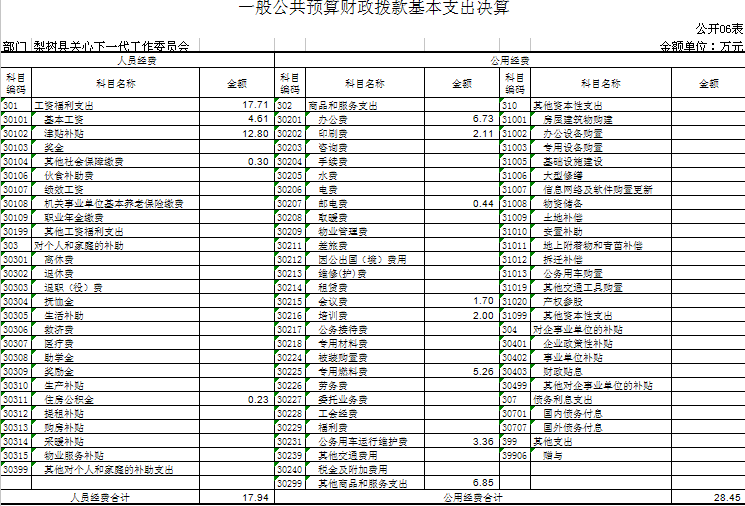 一般公共预算财政拨款基本支出决算
公开06表
部门 梨树县关心下一代工作委员会 金额单位：万元
人员经费 公用经费
科目编码 科目名称 金额 科目编码 科目名称 金额 科目编码 科目名称 金额
301 工资福利支出 17.71 302 商品和服务支出 310 其他资本性支出
30101 基本工资 4.61 30201 办公费 6.73 31001 房屋建筑物购建
30102 津贴补贴 12.80 30202 印刷费 2.11 31002 办公设备购置
30103 奖金 30203 咨询费 31003 专用设备购置
30104 其他社会保障缴费 0.30 30204 手续费 31005 基础设施建设
30106 伙食补助费 30205 水费 31006 大型修缮
30107 绩效工资 30206 电费 31007 信息网络及软件购置更新
30108 机关事业单位基本养老保险缴费 30207 邮电费 0.44 31008 物资储备
30109 职业年金缴费 30208 取暖费 31009 土地补偿
30199 其他工资福利支出 30209 物业管理费 31010 安置补助
303 对个人和家庭的补助 30211 差旅费 31011 地上附着物和青苗补偿
30301 离休费 30212 因公出国（境）费用 31012 拆迁补偿
30302 退休费 30213 维修(护)费 31013 公务用车购置
30303 退职（役）费 30214 租赁费 31019 其他交通工具购置
30304 抚恤金 30215 会议费 1.70 31020 产权参股
30305 生活补助 30216 培训费 2.00 31099 其他资本性支出
30306 救济费 30217 公务接待费 304 对企事业单位的补贴
30307 医疗费 30218 专用材料费 30401 企业政策性补贴
30308 助学金 30224 被装购置费 30402 事业单位补贴
30309 奖励金 30225 专用燃料费 5.26 30403 财政贴息
30310 生产补贴 30226 劳务费 30499 其他对企事业单位的补贴
30311 住房公积金 0.23 30227 委托业务费 307 债务利息支出
30312 提租补贴 30228 工会经费 30701 国内债务付息
30313 购房补贴 30229 福利费 30707 国外债务付息
30314 采暖补贴 30231 公务用车运行维护费 3.36 399 其他支出
30315 物业服务补贴 30239 其他交通费用 39906 赠与
30399 其他对个人和家庭的补助支出 30240 税金及附加费用
30299 其他商品和服务支出 6.85
人员经费合计 17.94 公用经费合计 28.45